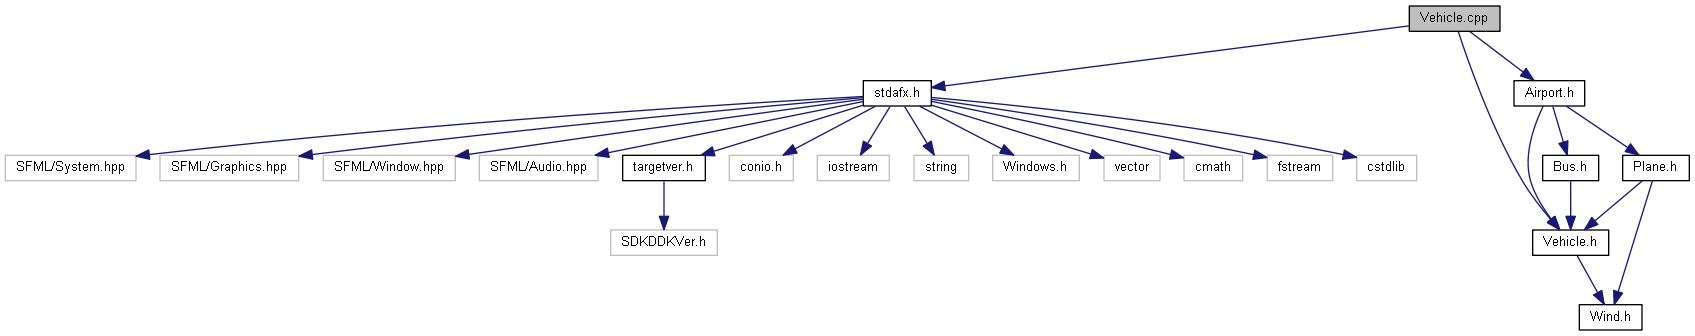 Vehicle.cpp
stdafx.h
Airport.h
SFML/System.hpp
SFML/Graphics.hpp
SFML/Window.hpp
SFML/Audio.hpp
targetver.h
conio.h
iostream
string
Windows.h
vector
cmath
fstream
cstdlib
Bus.h
Plane.h
SDKDDKVer.h
Vehicle.h
Wind.h